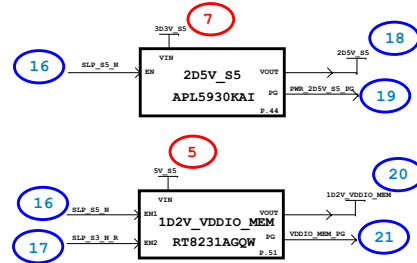 7
18
3D3V_S5
2D5V_S5
16
SLP_S5_N
VIN
EN
2D5V_S5
VOUT
APL5930KAI
PG
PWR_2D5V_S5_PG
19
P.44
5
20
5V_S5
1D2V_VDDIO_MEM
16
SLP_S5_N
VIN
EN1
1D2V_VDDIO_MEM
VOUT
17
SLP_S3_N_R
EN2
RT8231AGQW
PG
VDDIO_MEM_PG
21
P.51